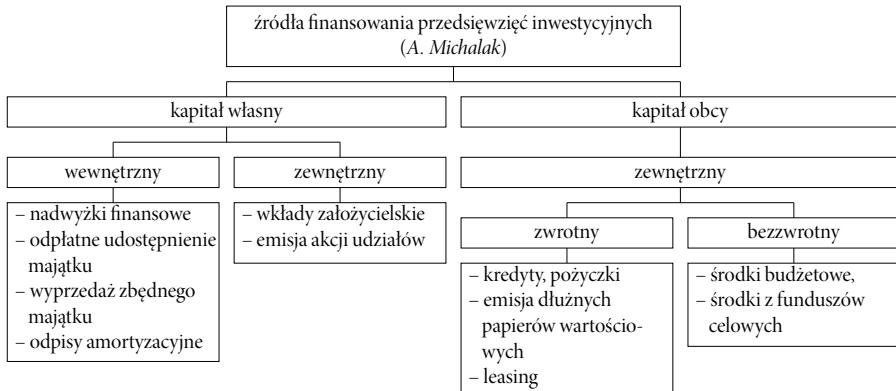 źródła finansowania przedsięwzięć inwestycyjnych
(A. Michalak)
kapitał własny
kapitał obcy
wewnętrzny
zewnętrzny
zewnętrzny
– nadwyżki finansowe
– odpłatne udostępnienie
majątku
– wyprzedaż zbędnego
majątku
– odpisy amortyzacyjne
– wkłady założycielskie
– emisja akcji udziałów
zwrotny
bezzwrotny
– kredyty, pożyczki
– emisja dłużnych
papierów wartościo-
wych
– leasing
– środki budżetowe,
– środki z funduszów
celowych